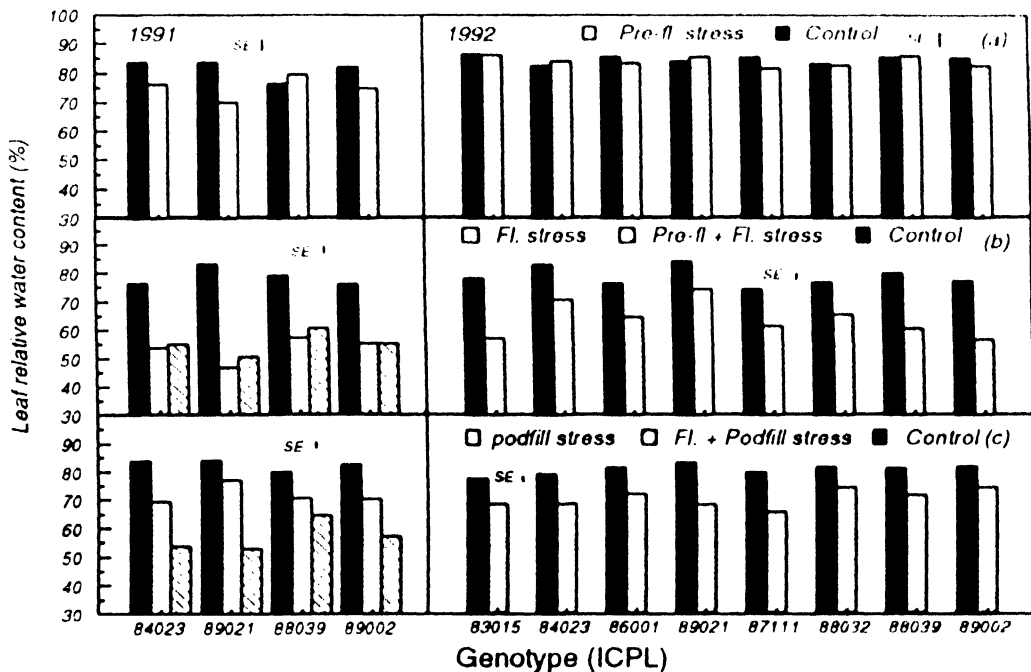 1991
SE
1992
Pre-fl. stress
Control
SE
(a)
Leaf relative water content (%)
100
90
80
70
60
50
40
30
SE
Fl. stress
Pre-fl + Fl. stress
Control
(b)
SE
90
80
70
60
50
40
30
SE
podfill stress
Fl. + Podfill stress
Control (c)
SE
90
80
70
60
50
40
30
84023 89021 88039 89002 83015 84023 86001 89021 87111 88032 88039 89002
Genotype (ICPL)